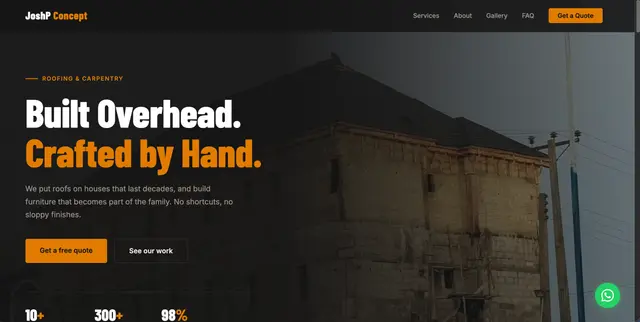 JoshP Concept
Services
About
Gallery
FAQ
Get a Quote
ROOFING & CARPENTRY
Built Overhead.
Crafted by Hand.
We put roofs on houses that last decades, and build
furniture that becomes part of the family. No shortcuts, no
sloppy finishes.
Get a free quote
See our work
10+
300+
98%